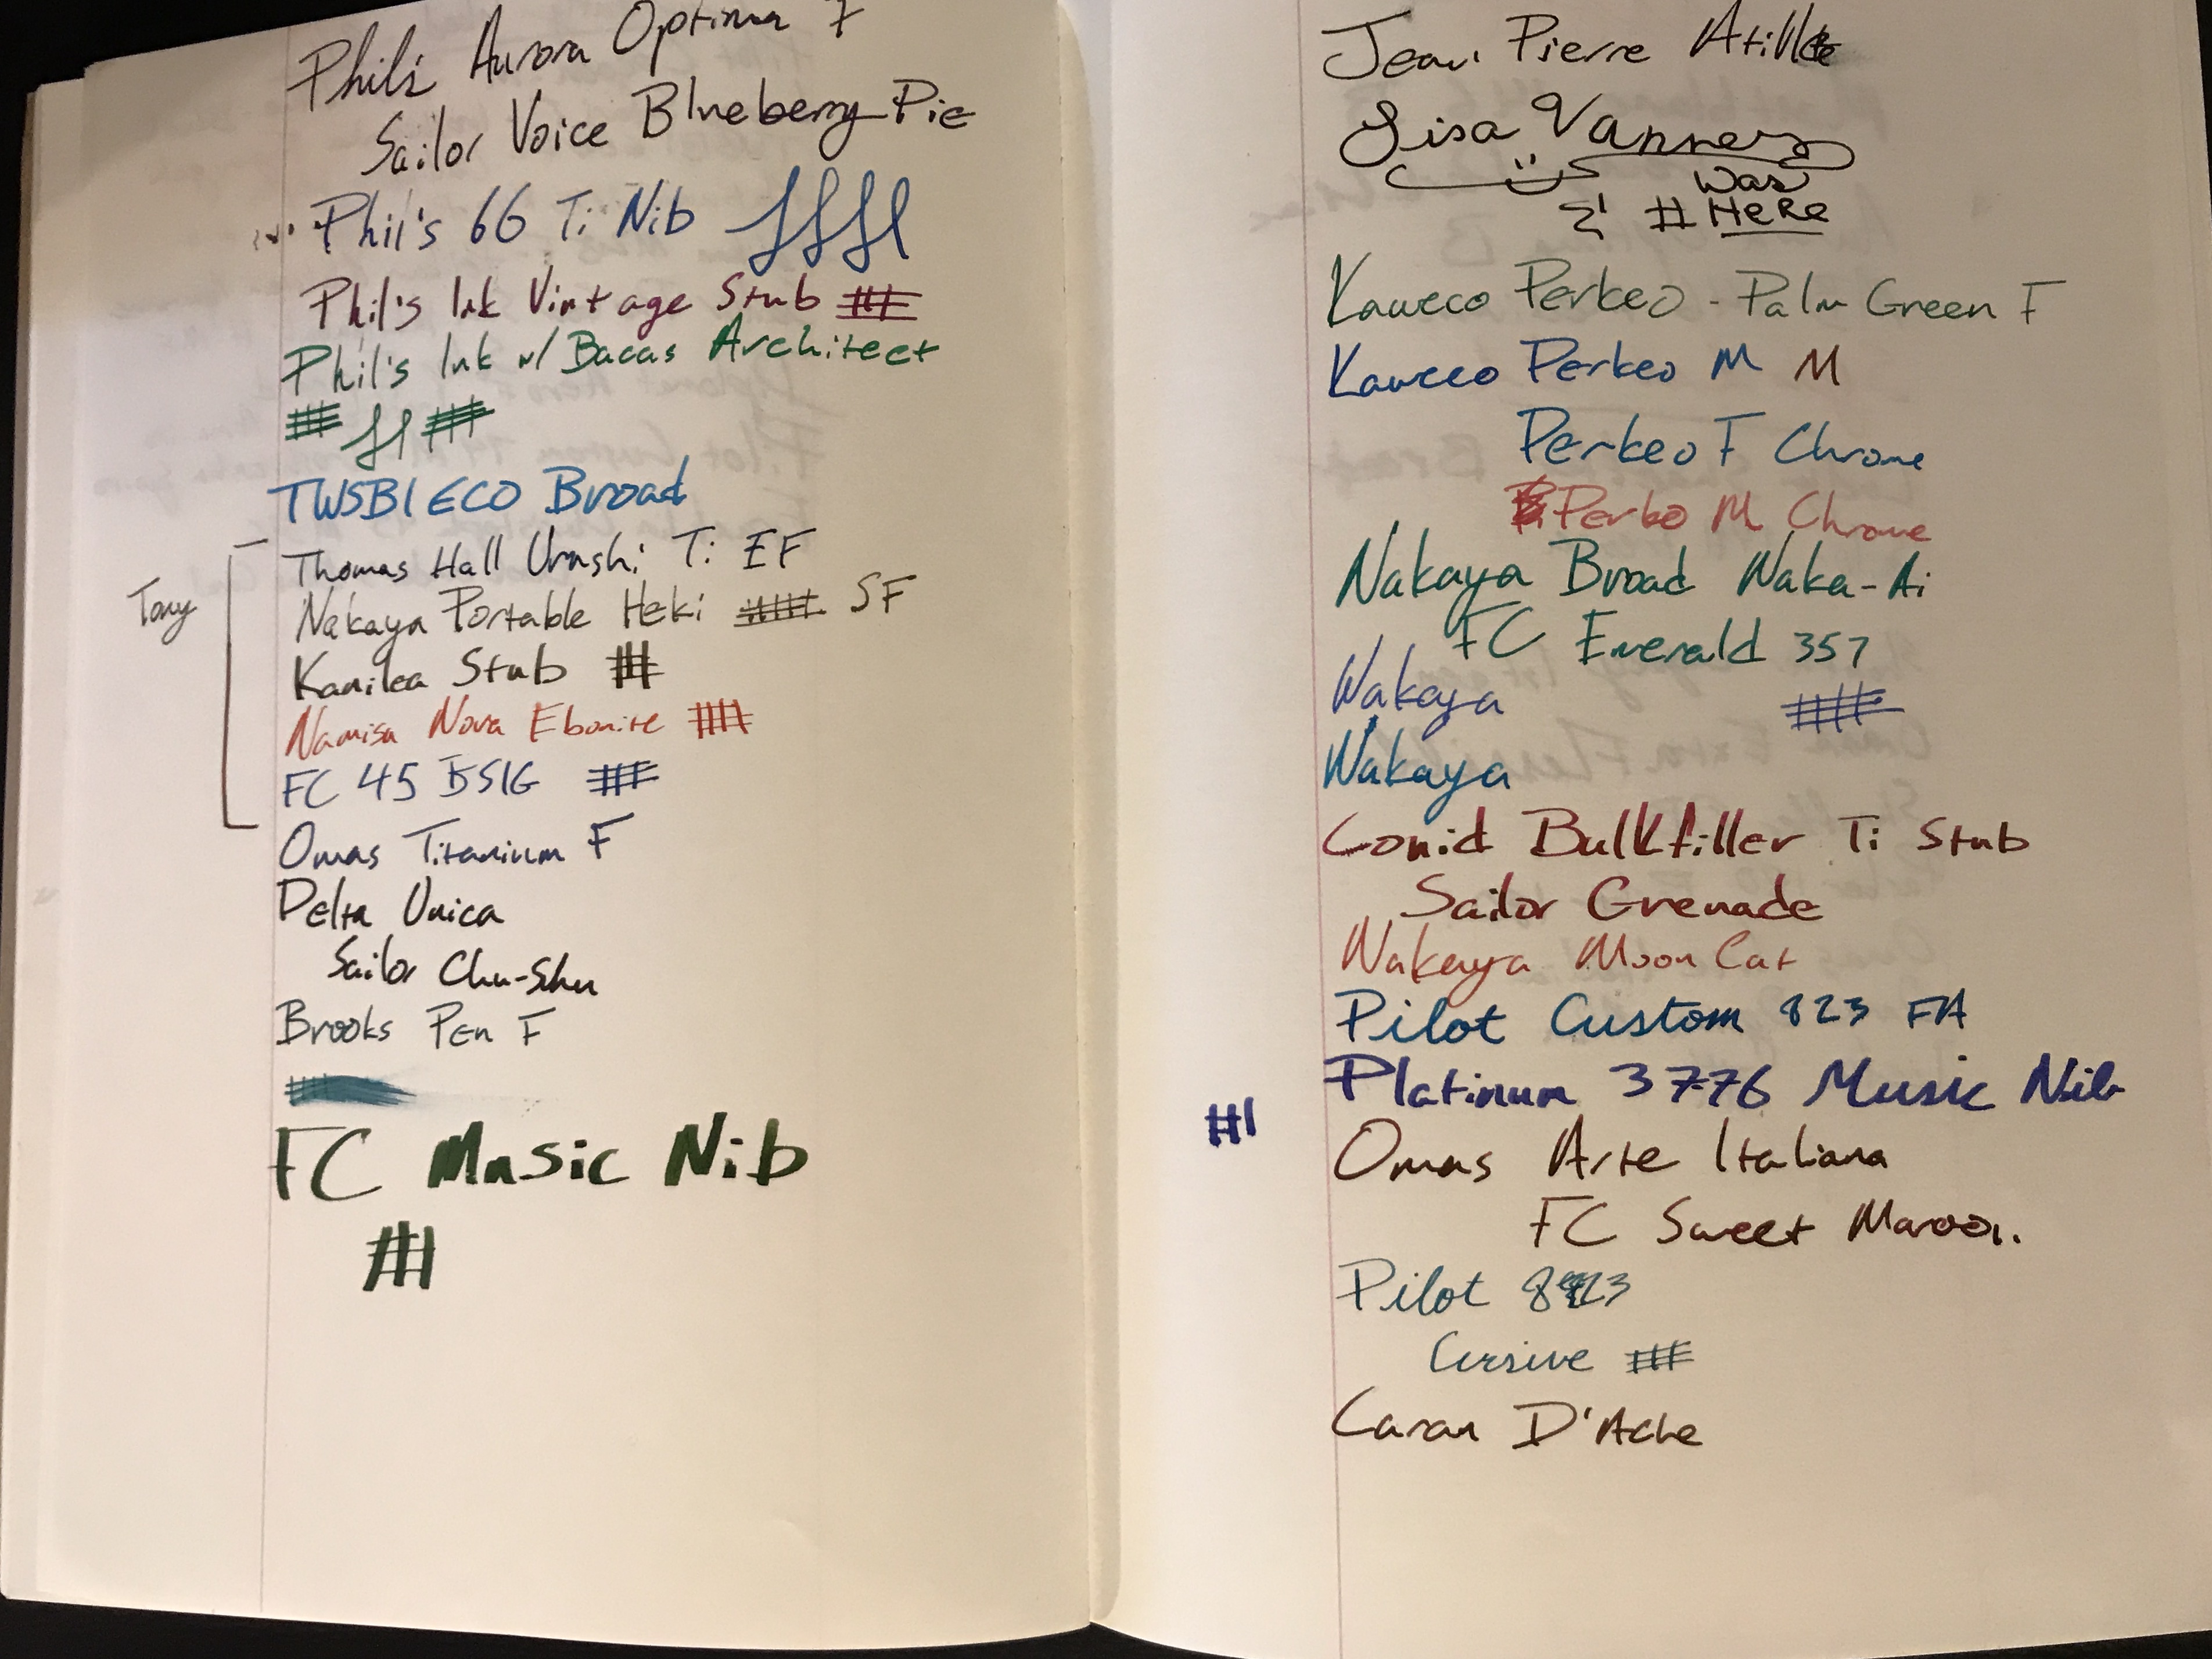 Phil's Aurora Optima F
Sailor Voice Blueberry Pie
Phil's 66 Ti Nib
Phil's Ink Vintage Stub
Phil's Ink w/ Bacas Architect
TWSBI ECO Broad
Tony
Thomas Hall Urushi Ti EF
Nakaya Portable Heki SF
Kanilea Stub
Namisu Nova Ebonite
FC 45 BSIG
Omas Titanium F
Delta Unica
Sailor Chu-Shu
Brooks Pen F
FC Music Nib
Jean Pierre
Lisa Vanness
was
# HeRe
Kaweco Perkeo - Palm Green F
Kaweco Perkeo M M
Perkeo F Chrome
Perko M Chrome
Nakaya Broad Waka-Ai
FC Emerald 357
Nakaya
Nakaya
Conid Bulkfiller Ti Stub
Sailor Grenade
Nakaya Moon Cat
Pilot Custom 823 FA
Platinum 3776 Music Nib
Omas Arte Italiana
FC Sweet Maroon
Pilot 823
Cursive
Caran D'Ache